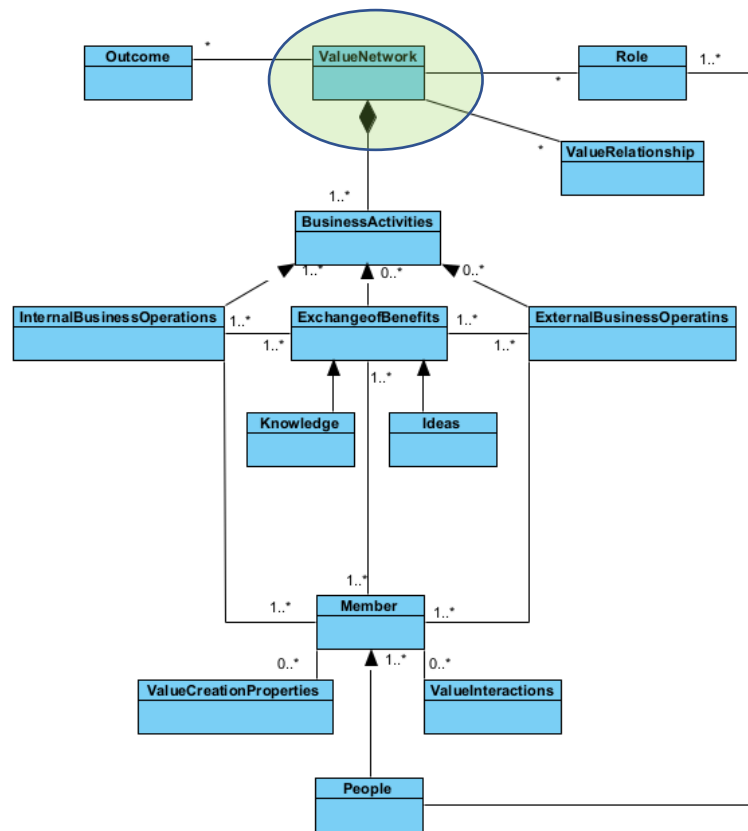 Outcome
*
ValueNetwork
Role
1..*
*
ValueRelationship
*
1..*
BusinessActivities
1..*
0..*
0..*
InternalBusinessOperations
1..*
1..*
ExchangeofBenefits
1..*
1..*
ExternalBusinessOperatins
1..*
Knowledge
Ideas
1..*
1..*
Member
1..*
0..*
1..*
0..*
ValueCreationProperties
ValueInteractions
People